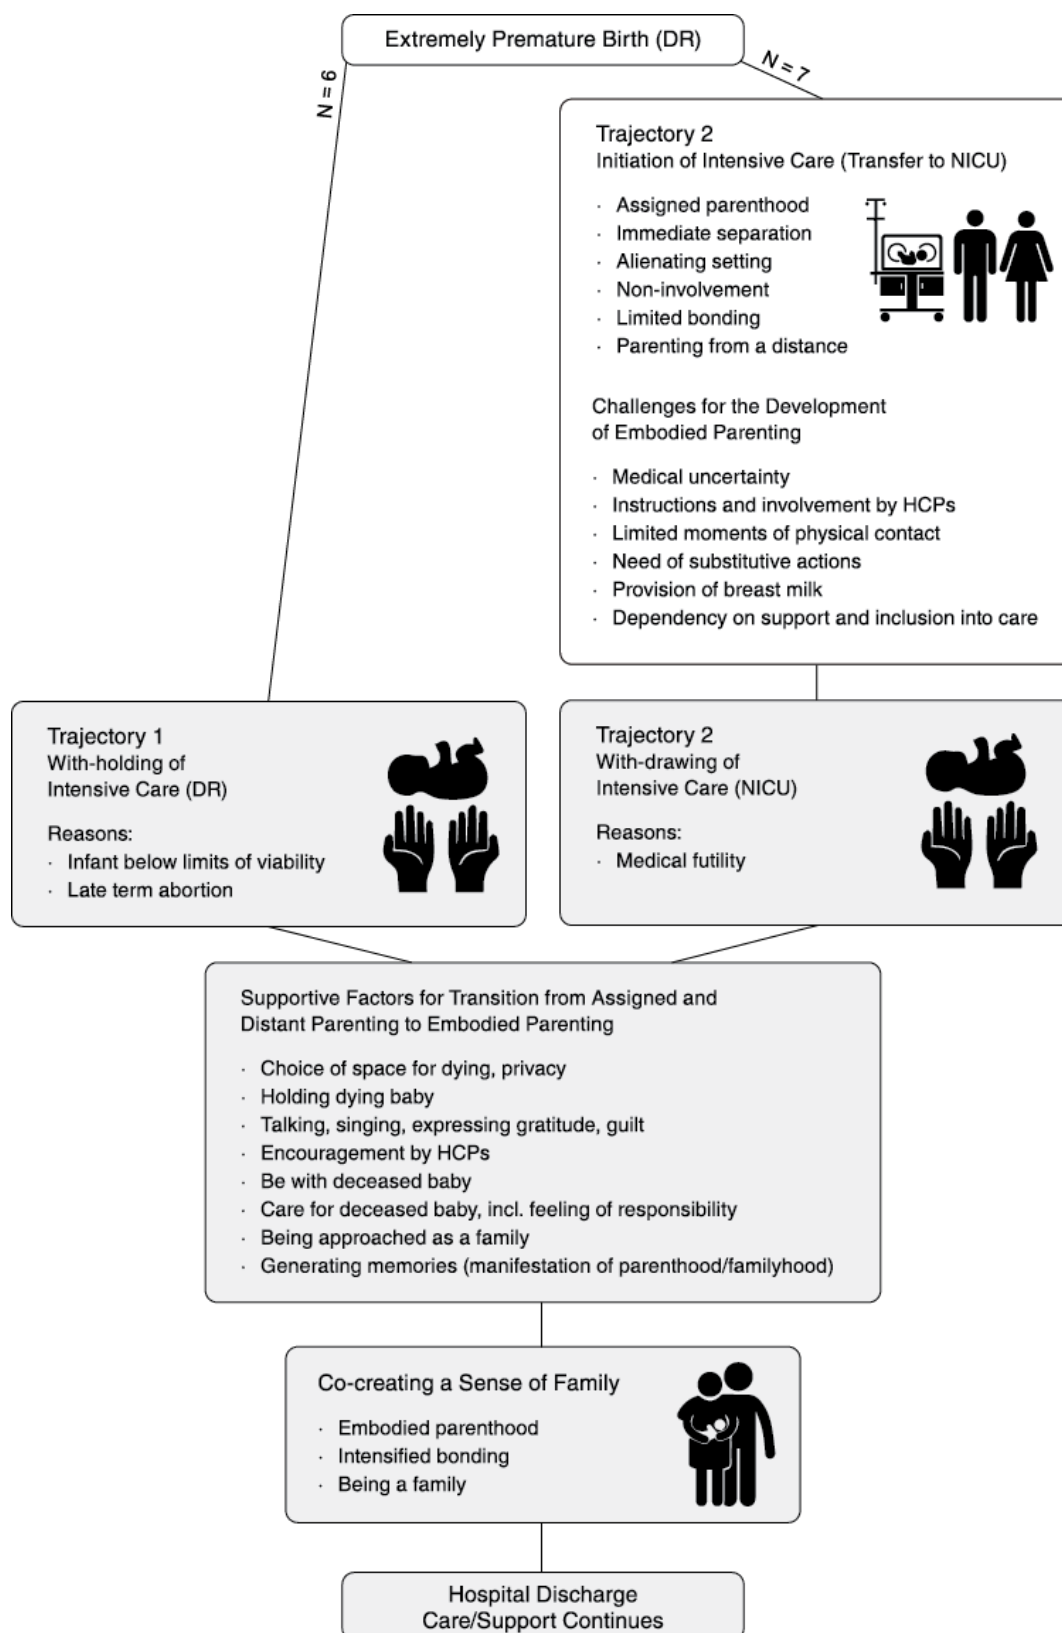 Extremely Premature Birth (DR)
N = 6
N = 7
Trajectory 2
Initiation of Intensive Care (Transfer to NICU)
· Assigned parenthood
· Immediate separation
· Alienating setting
· Non-involvement
· Limited bonding
· Parenting from a distance
Challenges for the Development
of Embodied Parenting
· Medical uncertainty
· Instructions and involvement by HCPs
· Limited moments of physical contact
· Need of substitutive actions
· Provision of breast milk
· Dependency on support and inclusion into care
Trajectory 1
With-holding of
Intensive Care (DR)
Reasons:
· Infant below limits of viability
· Late term abortion
Trajectory 2
With-drawing of
Intensive Care (NICU)
Reasons:
· Medical futility
Supportive Factors for Transition from Assigned and
Distant Parenting to Embodied Parenting
· Choice of space for dying, privacy
· Holding dying baby
· Talking, singing, expressing gratitude, guilt
· Encouragement by HCPs
· Be with deceased baby
· Care for deceased baby, incl. feeling of responsibility
· Being approached as a family
· Generating memories (manifestation of parenthood/familyhood)
Co-creating a Sense of Family
· Embodied parenthood
· Intensified bonding
· Being a family
Hospital Discharge
Care/Support Continues